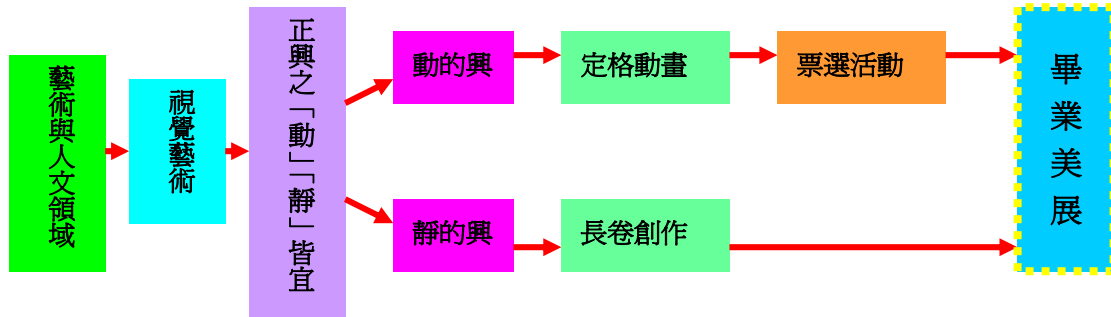 藝術與人文領域
視覺藝術
正興之「動」「靜」皆宜
動的興
定格動畫
票選活動
靜的興
長卷創作
畢業美展